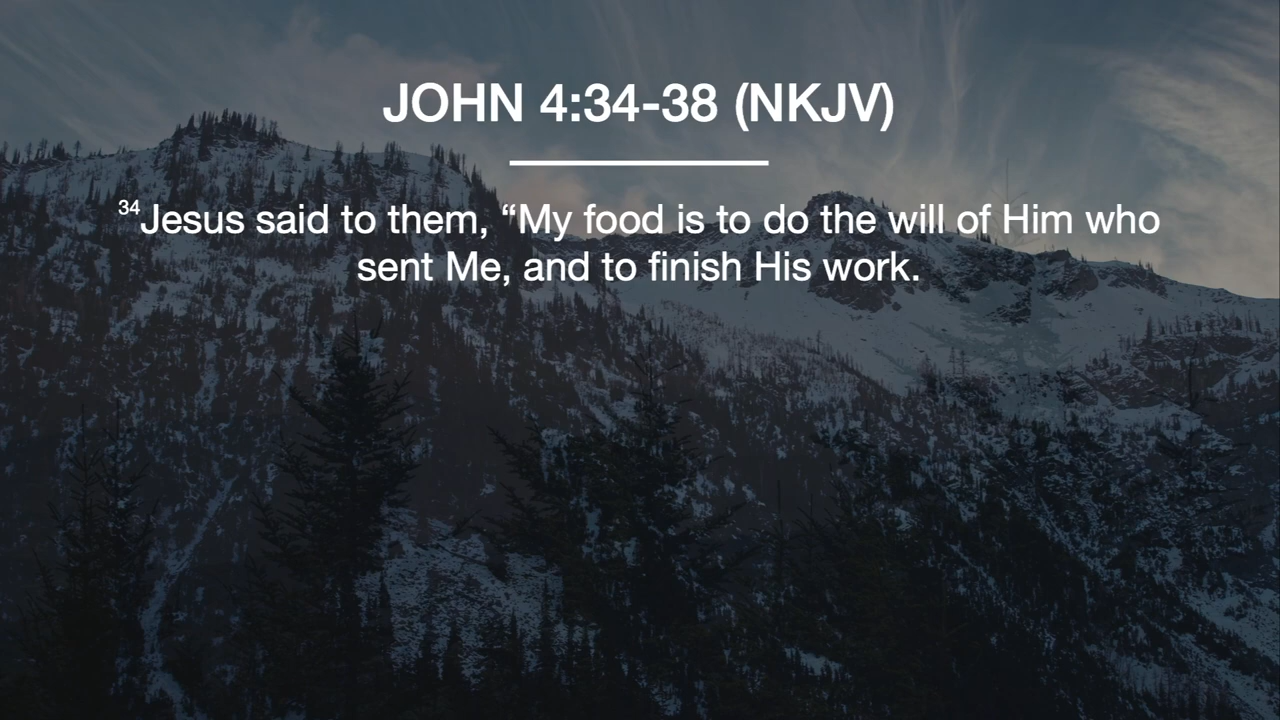 JOHN 4:34-38 (NKJV)
34Jesus said to them, “My food is to do the will of Him who
sent Me, and to finish His work.